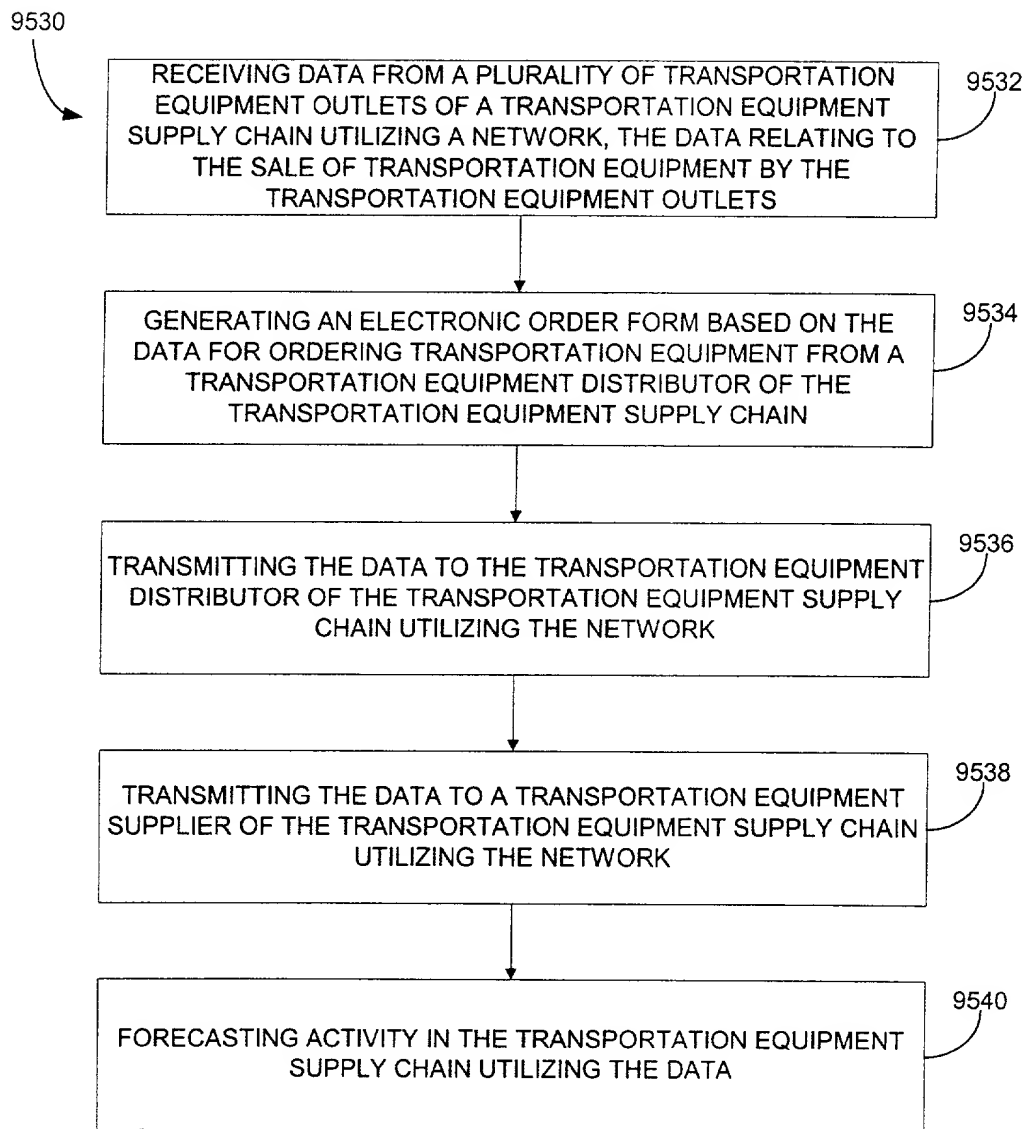 9530
RECEIVING DATA FROM A PLURALITY OF TRANSPORTATION
EQUIPMENT OUTLETS OF A TRANSPORTATION EQUIPMENT
SUPPLY CHAIN UTILIZING A NETWORK, THE DATA RELATING TO
THE SALE OF TRANSPORTATION EQUIPMENT BY THE
TRANSPORTATION EQUIPMENT OUTLETS
9532
GENERATING AN ELECTRONIC ORDER FORM BASED ON THE
DATA FOR ORDERING TRANSPORTATION EQUIPMENT FROM A
TRANSPORTATION EQUIPMENT DISTRIBUTOR OF THE
TRANSPORTATION EQUIPMENT SUPPLY CHAIN
9534
TRANSMITTING THE DATA TO THE TRANSPORTATION EQUIPMENT
DISTRIBUTOR OF THE TRANSPORTATION EQUIPMENT SUPPLY
CHAIN UTILIZING THE NETWORK
9536
TRANSMITTING THE DATA TO A TRANSPORTATION EQUIPMENT
SUPPLIER OF THE TRANSPORTATION EQUIPMENT SUPPLY CHAIN
UTILIZING THE NETWORK
9538
FORECASTING ACTIVITY IN THE TRANSPORTATION EQUIPMENT
SUPPLY CHAIN UTILIZING THE DATA
9540